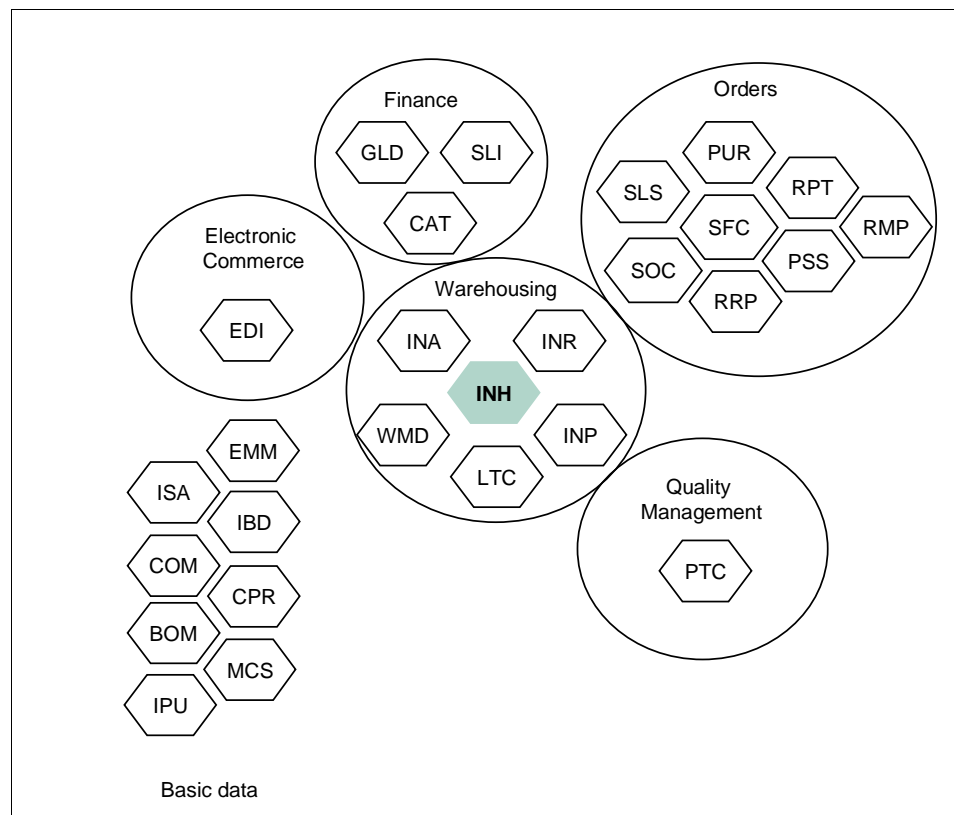 Finance
GLD
SLI
CAT
Orders
PUR
SLS
RPT
SFC
RMP
SOC
PSS
RRP
Electronic
Commerce
EDI
Warehousing
INA
INR
INH
WMD
INP
LTC
Quality
Management
PTC
EMM
ISA
IBD
COM
CPR
BOM
MCS
IPU
Basic data